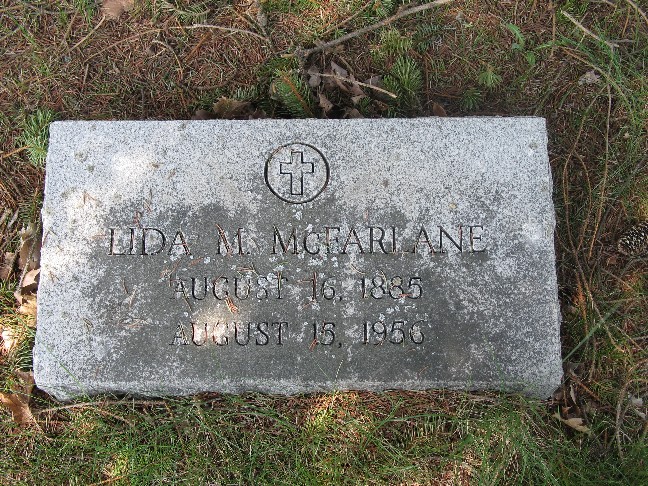 LIDA M. McFARLANE
AUGUST 16, 1885
AUGUST 15, 1956